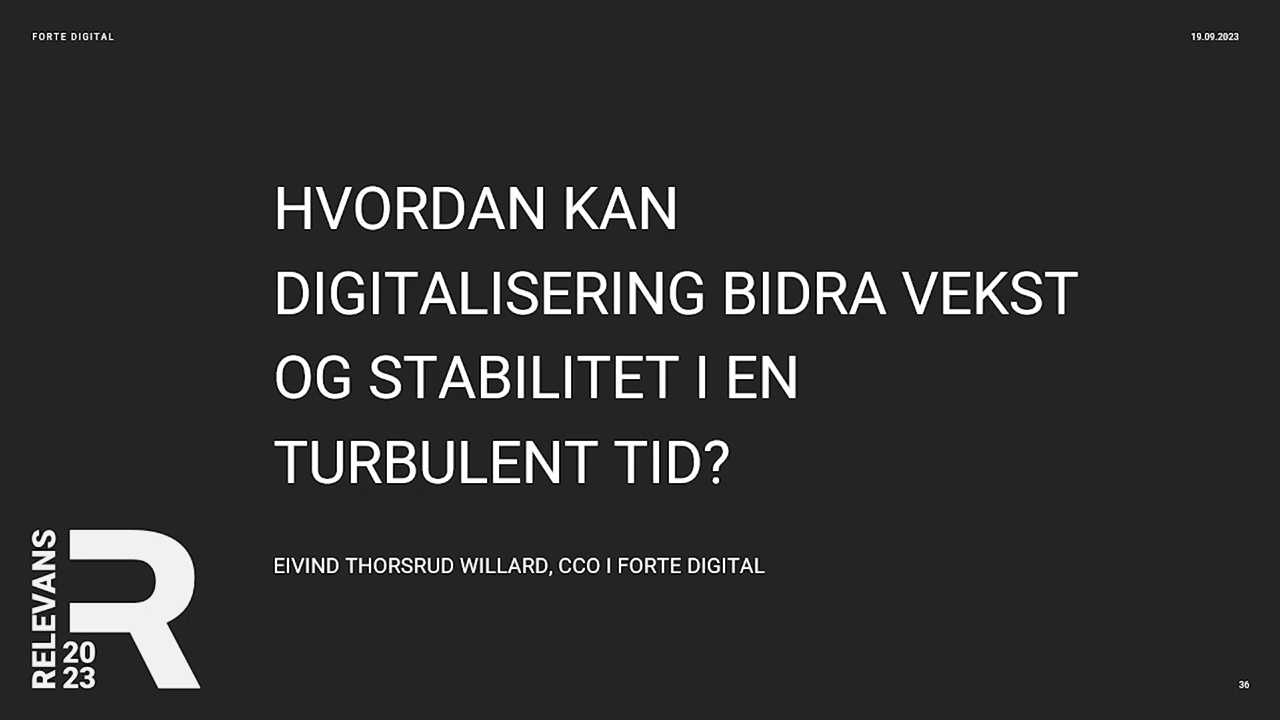 FORTE DIGITAL
19.09.2023
HVORDAN KAN
DIGITALISERING BIDRA VEKST
OG STABILITET I EN
TURBULENT TID?
EIVIND THORSRUD WILLARD, CCO I FORTE DIGITAL
RELEVANS
R
20
23
36